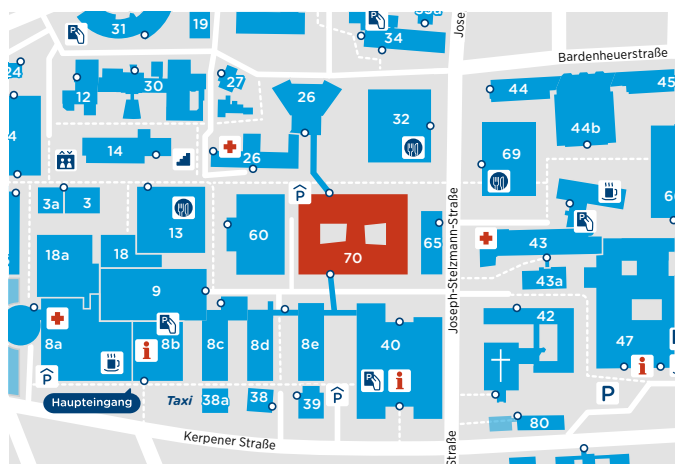 31
P
19
P
33a
34
Jose
Bardenheuerstraße
24
12
30
27
26
32
44
45
44b
4
14
26
69
3a
3
13
60
70
65
P
P
43
18a
18
9
43a
Joseph-Stelzmann-Straße
42
47
8a
8b
8c
8d
8e
40
P
i
P
i
i
P
P
P
Haupteingang
Taxi
38a
38
39
80
Kerpener Straße
Straße